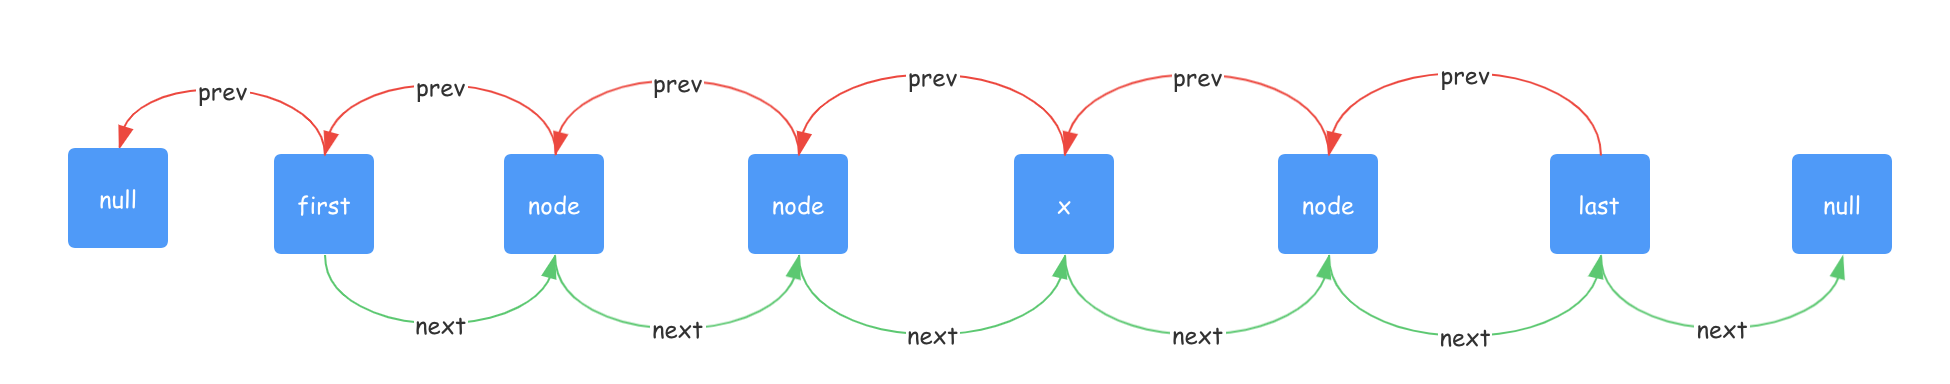 prev prev prev prev prev prev
null first node node x node last null
next next next next next next